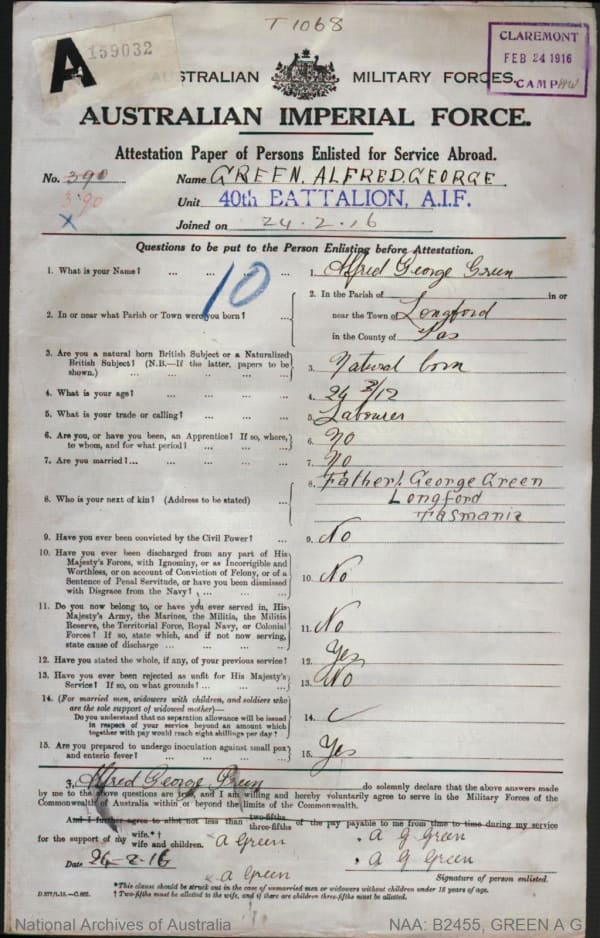 T1068
A 159032
CLAREMONT
FEB 24 1916
CAMP
AUSTRALIAN MILITARY FORCES.
AUSTRALIAN IMPERIAL FORCE.
Attestation Paper of Persons Enlisted for Service Abroad.
No. 390 Name GREEN, ALFRED GEORGE
390 Unit 40th BATTALION, A.I.F.
X Joined on 24.2.16
Questions to be put to the Person Enlisting before Attestation.
1. What is your Name? ... ... ... ... 1. Alfred George Green
10
2. In or near what Parish or Town were you born? ... 2. In the Parish of in or
near the Town of Longford
in the County of Tas
3. Are you a natural born British Subject or a Naturalized
British Subject? (N.B.—If the latter, papers to be
shown.) ... ... ... ... ... 3. Natural born
4. What is your age? ... ... ... ... 4. 24 3/12
5. What is your trade or calling? ... ... ... 5. Labourer
6. Are you, or have you been, an Apprentice? If so, where,
to whom, and for what period? ... ... ... 6. No
7. Are you married? ... ... ... ... ... 7. No
8. Who is your next of kin? (Address to be stated) ... 8. Father/. George Green
Longford
Tasmania
9. Have you ever been convicted by the Civil Power? ... 9. No
10. Have you ever been discharged from any part of His
Majesty's Forces, with Ignominy, or as Incorrigible and
Worthless, or on account of Conviction of Felony, or of a
Sentence of Penal Servitude, or have you been dismissed
with Disgrace from the Navy? ... ... ... 10. No
11. Do you now belong to, or have you ever served in, His
Majesty's Army, the Marines, the Militia, the Militia
Reserve, the Territorial Force, Royal Navy, or Colonial
Forces? If so, state which, and if not now serving,
state cause of discharge ... ... ... ... 11. No
12. Have you stated the whole, if any, of your previous service? 12. Yes
13. Have you ever been rejected as unfit for His Majesty's
Service? If so, on what grounds? ... ... ... 13. No
14. (For married men, widowers with children, and soldiers who
are the sole support of widowed mother)—
Do you understand that no separation allowance will be issued
in respect of your service beyond an amount which
together with pay would reach eight shillings per day? 14. ✓
15. Are you prepared to undergo inoculation against small pox
and enteric fever? ... ... ... ... 15. Yes
I, Alfred George Green do solemnly declare that the above answers made
by me to the above questions are true, and I am willing and hereby voluntarily agree to serve in the Military Forces of the
Commonwealth of Australia within or beyond the limits of the Commonwealth.
And I further agree to allot not less than two-fifths three-fifths of the pay payable to me from time to time during my service
for the support of my wife.*† wife and children. A Green A G Green
Date 24-2-16 A G Green
A Green Signature of person enlisted.
*This clause should be struck out in the case of unmarried men or widowers without children under 18 years of age.
† Two-fifths must be allotted to the wife, and if there are children three-fifths must be allotted.
National Archives of Australia NAA: B2455, GREEN A G